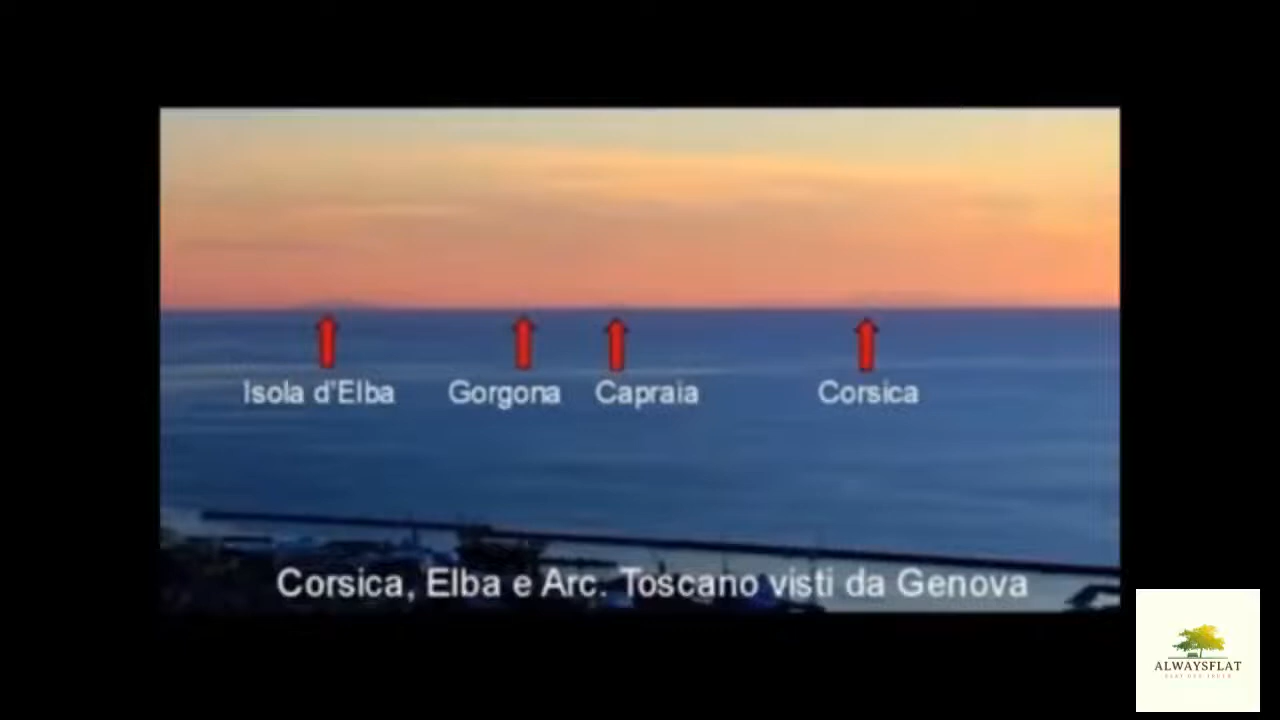 Isola d'Elba
Gorgona
Capraia
Corsica
Corsica, Elba e Arc. Toscano visti da Genova
ALWAYSFLAT